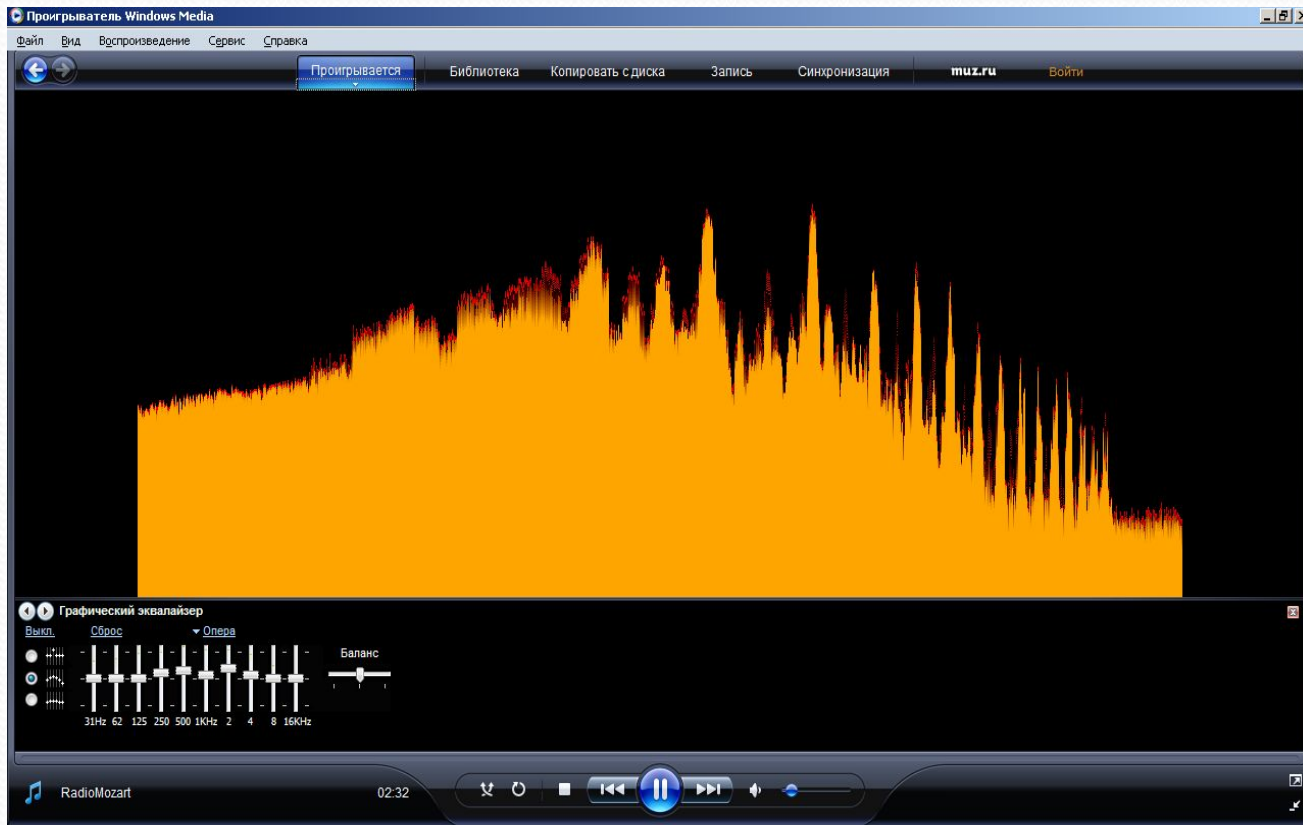 Проигрыватель Windows Media
Файл Вид Воспроизведение Сервис Справка
Проигрывается Библиотека Копировать с диска Запись Синхронизация muz.ru Войти
Графический эквалайзер
Выкл. Сброс Опера
Баланс
31Hz 62 125 250 500 1KHz 2 4 8 16KHz
RadioMozart 02:32